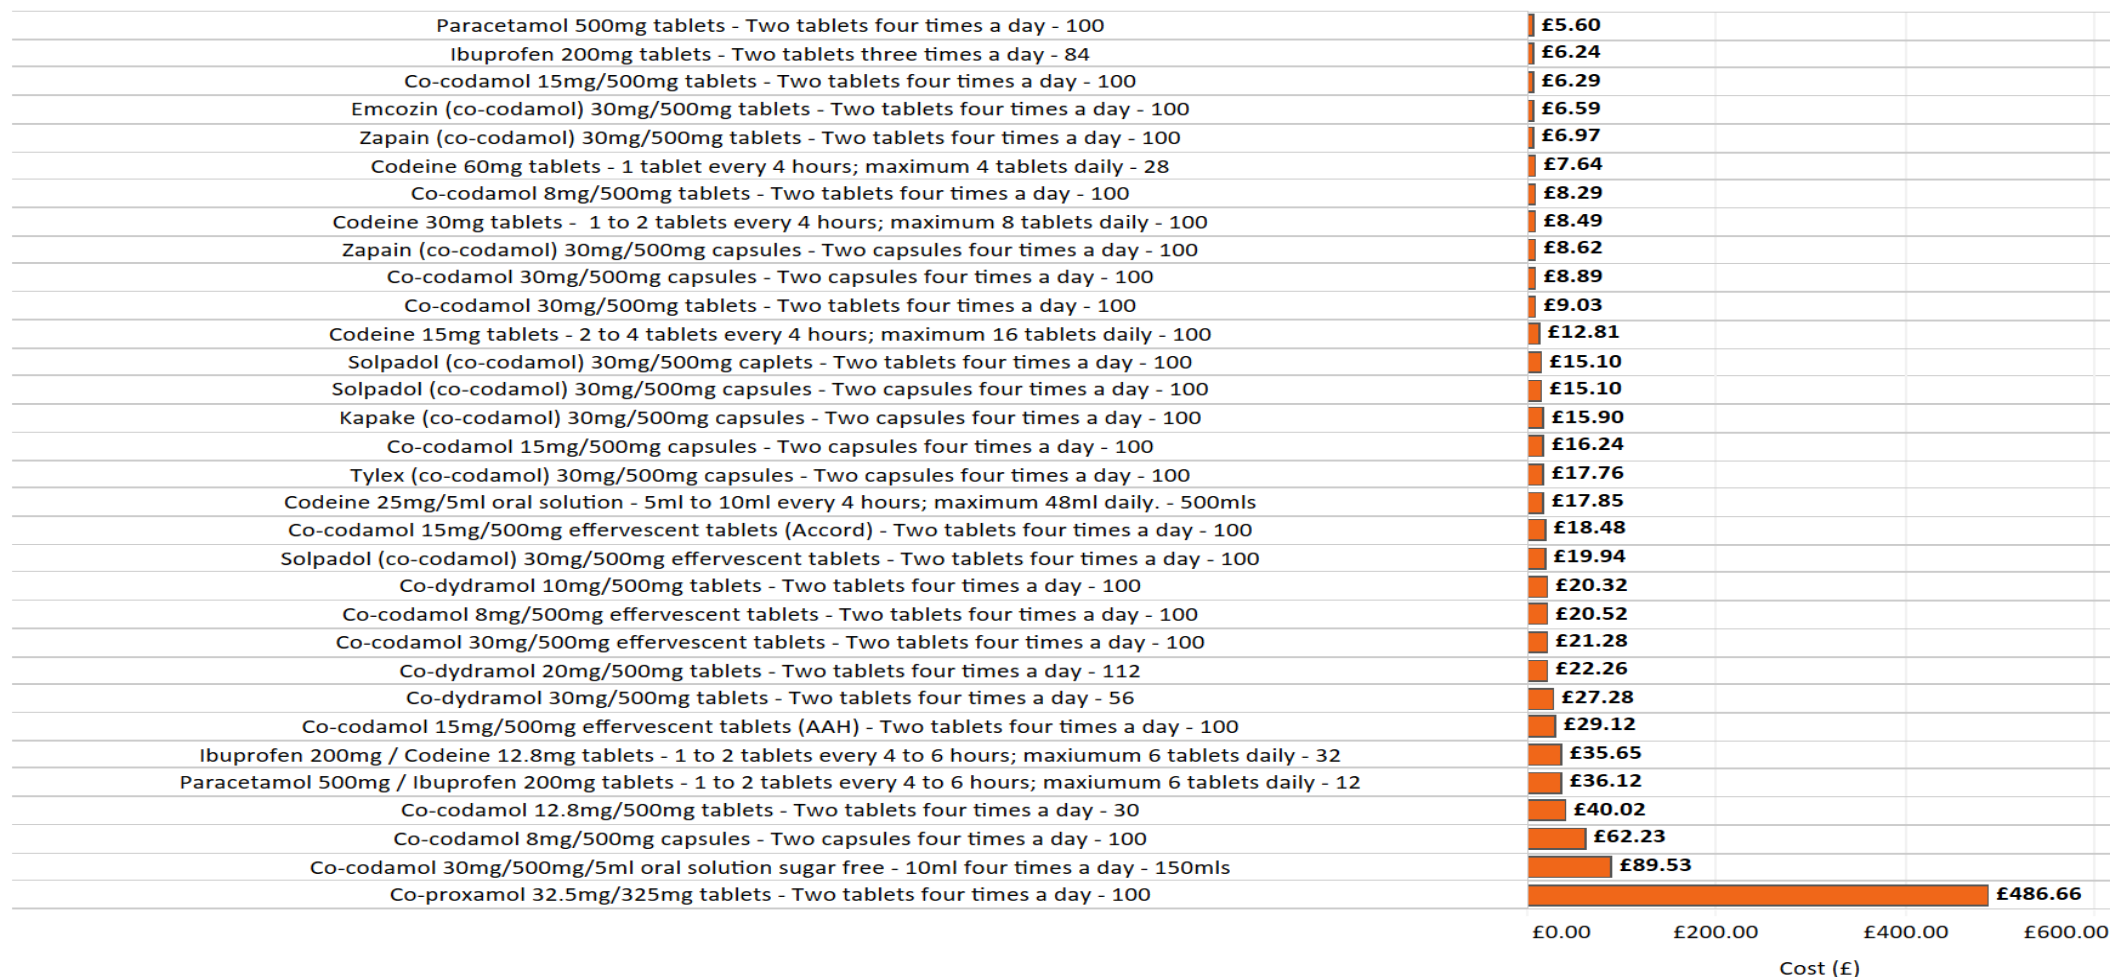 Paracetamol 500mg tablets - Two tablets four times a day - 100 £5.60
Ibuprofen 200mg tablets - Two tablets three times a day - 84 £6.24
Co-codamol 15mg/500mg tablets - Two tablets four times a day - 100 £6.29
Emcozin (co-codamol) 30mg/500mg tablets - Two tablets four times a day - 100 £6.59
Zapain (co-codamol) 30mg/500mg tablets - Two tablets four times a day - 100 £6.97
Codeine 60mg tablets - 1 tablet every 4 hours; maximum 4 tablets daily - 28 £7.64
Co-codamol 8mg/500mg tablets - Two tablets four times a day - 100 £8.29
Codeine 30mg tablets - 1 to 2 tablets every 4 hours; maximum 8 tablets daily - 100 £8.49
Zapain (co-codamol) 30mg/500mg capsules - Two capsules four times a day - 100 £8.62
Co-codamol 30mg/500mg capsules - Two capsules four times a day - 100 £8.89
Co-codamol 30mg/500mg tablets - Two tablets four times a day - 100 £9.03
Codeine 15mg tablets - 2 to 4 tablets every 4 hours; maximum 16 tablets daily - 100 £12.81
Solpadol (co-codamol) 30mg/500mg caplets - Two tablets four times a day - 100 £15.10
Solpadol (co-codamol) 30mg/500mg capsules - Two capsules four times a day - 100 £15.10
Kapake (co-codamol) 30mg/500mg capsules - Two capsules four times a day - 100 £15.90
Co-codamol 15mg/500mg capsules - Two capsules four times a day - 100 £16.24
Tylex (co-codamol) 30mg/500mg capsules - Two capsules four times a day - 100 £17.76
Codeine 25mg/5ml oral solution - 5ml to 10ml every 4 hours; maximum 48ml daily. - 500mls £17.85
Co-codamol 15mg/500mg effervescent tablets (Accord) - Two tablets four times a day - 100 £18.48
Solpadol (co-codamol) 30mg/500mg effervescent tablets - Two tablets four times a day - 100 £19.94
Co-dydramol 10mg/500mg tablets - Two tablets four times a day - 100 £20.32
Co-codamol 8mg/500mg effervescent tablets - Two tablets four times a day - 100 £20.52
Co-codamol 30mg/500mg effervescent tablets - Two tablets four times a day - 100 £21.28
Co-dydramol 20mg/500mg tablets - Two tablets four times a day - 112 £22.26
Co-dydramol 30mg/500mg tablets - Two tablets four times a day - 56 £27.28
Co-codamol 15mg/500mg effervescent tablets (AAH) - Two tablets four times a day - 100 £29.12
Ibuprofen 200mg / Codeine 12.8mg tablets - 1 to 2 tablets every 4 to 6 hours; maxiumum 6 tablets daily - 32 £35.65
Paracetamol 500mg / Ibuprofen 200mg tablets - 1 to 2 tablets every 4 to 6 hours; maxiumum 6 tablets daily - 12 £36.12
Co-codamol 12.8mg/500mg tablets - Two tablets four times a day - 30 £40.02
Co-codamol 8mg/500mg capsules - Two capsules four times a day - 100 £62.23
Co-codamol 30mg/500mg/5ml oral solution sugar free - 10ml four times a day - 150mls £89.53
Co-proxamol 32.5mg/325mg tablets - Two tablets four times a day - 100 £486.66
£0.00 £200.00 £400.00 £600.00
Cost (£)